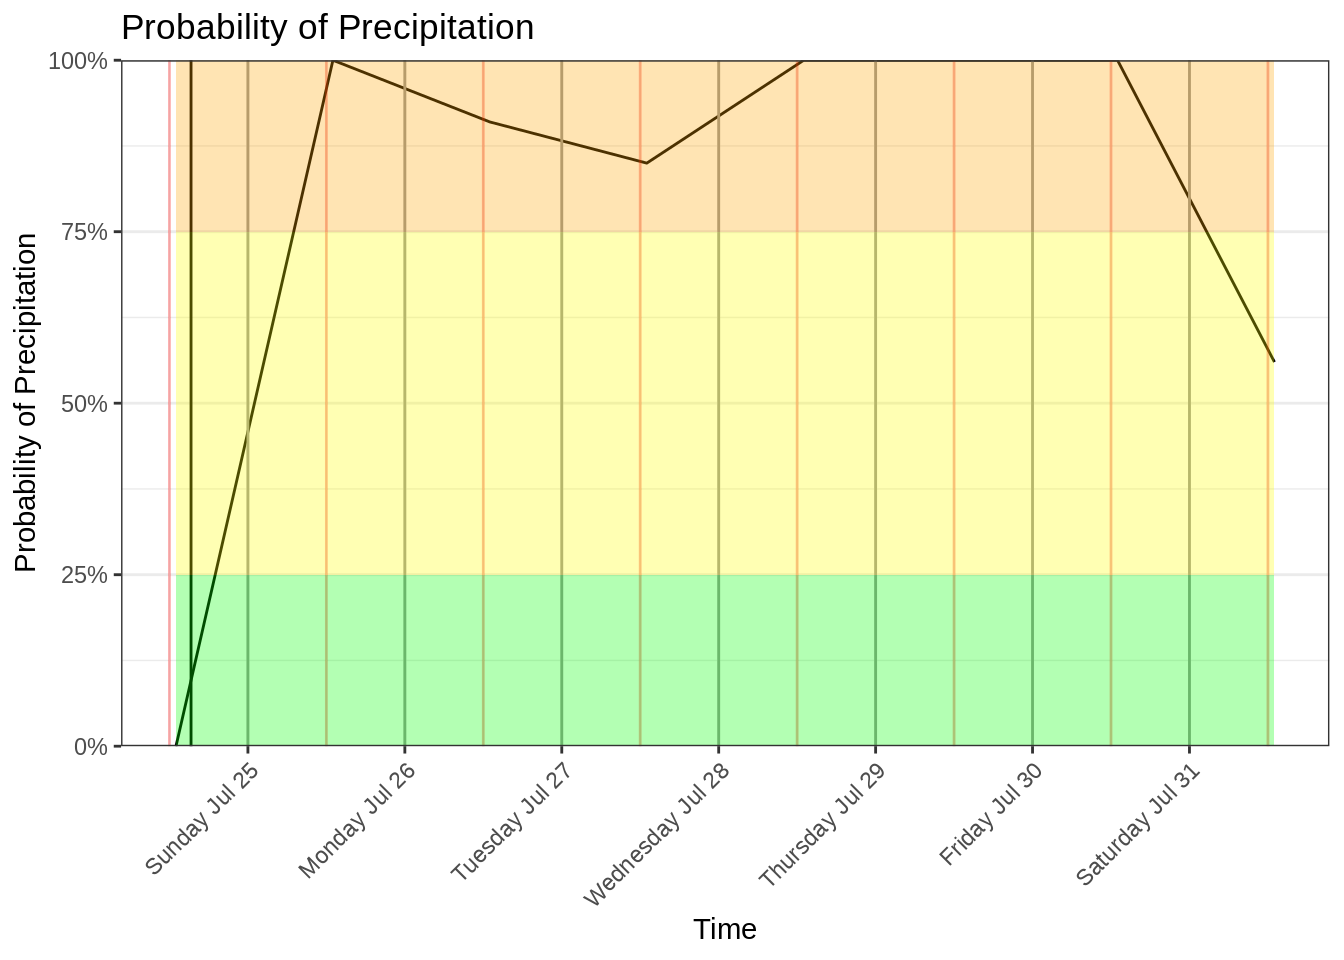 Probability of Precipitation
Probability of Precipitation
100%
75%
50%
25%
0%
Sunday Jul 25
Monday Jul 26
Tuesday Jul 27
Wednesday Jul 28
Thursday Jul 29
Friday Jul 30
Saturday Jul 31
Time